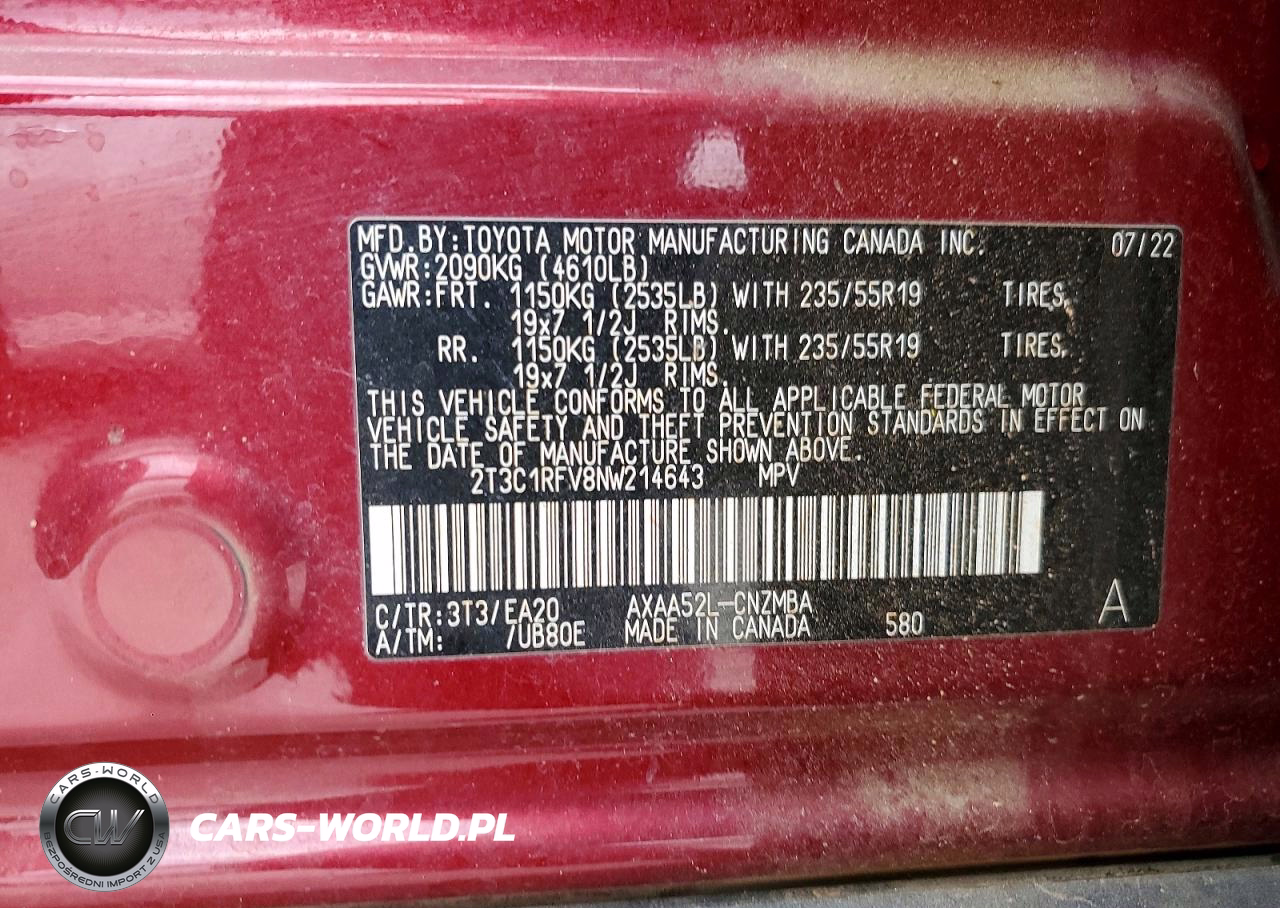 MFD.BY:TOYOTA MOTOR MANUFACTURING CANADA INC. 07/22
GVWR:2090KG (4610LB)
GAWR:FRT. 1150KG (2535LB) WITH 235/55R19 TIRES,
19x7 1/2J RIMS.
RR. 1150KG (2535LB) WITH 235/55R19 TIRES,
19x7 1/2J RIMS.
THIS VEHICLE CONFORMS TO ALL APPLICABLE FEDERAL MOTOR
VEHICLE SAFETY AND THEFT PREVENTION STANDARDS IN EFFECT ON
THE DATE OF MANUFACTURE SHOWN ABOVE.
2T3C1RFV8NW214643 MPV
C/TR:3T3/EA20 AXAA52L-CNZMBA
A/TM: /UB80E MADE IN CANADA 580 A
CARS-WORLD
CW
BEZPOŚREDNI IMPORT Z USA
CARS-WORLD.PL